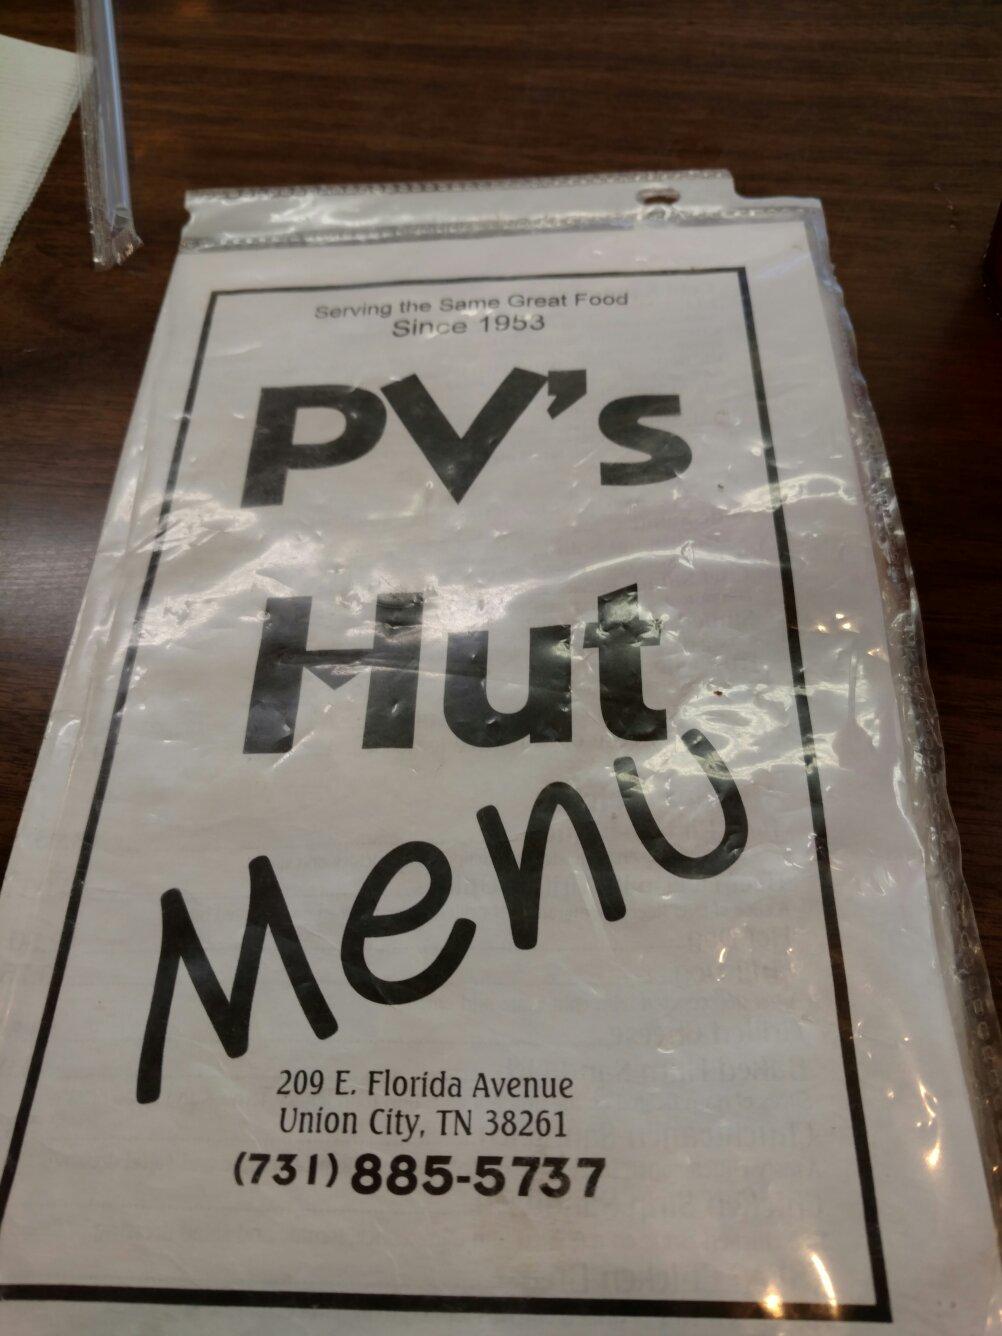 Serving the Same Great Food
Since 1953
PV's
Hut
Menu
209 E. Florida Avenue
Union City, TN 38261
(731) 885-5737